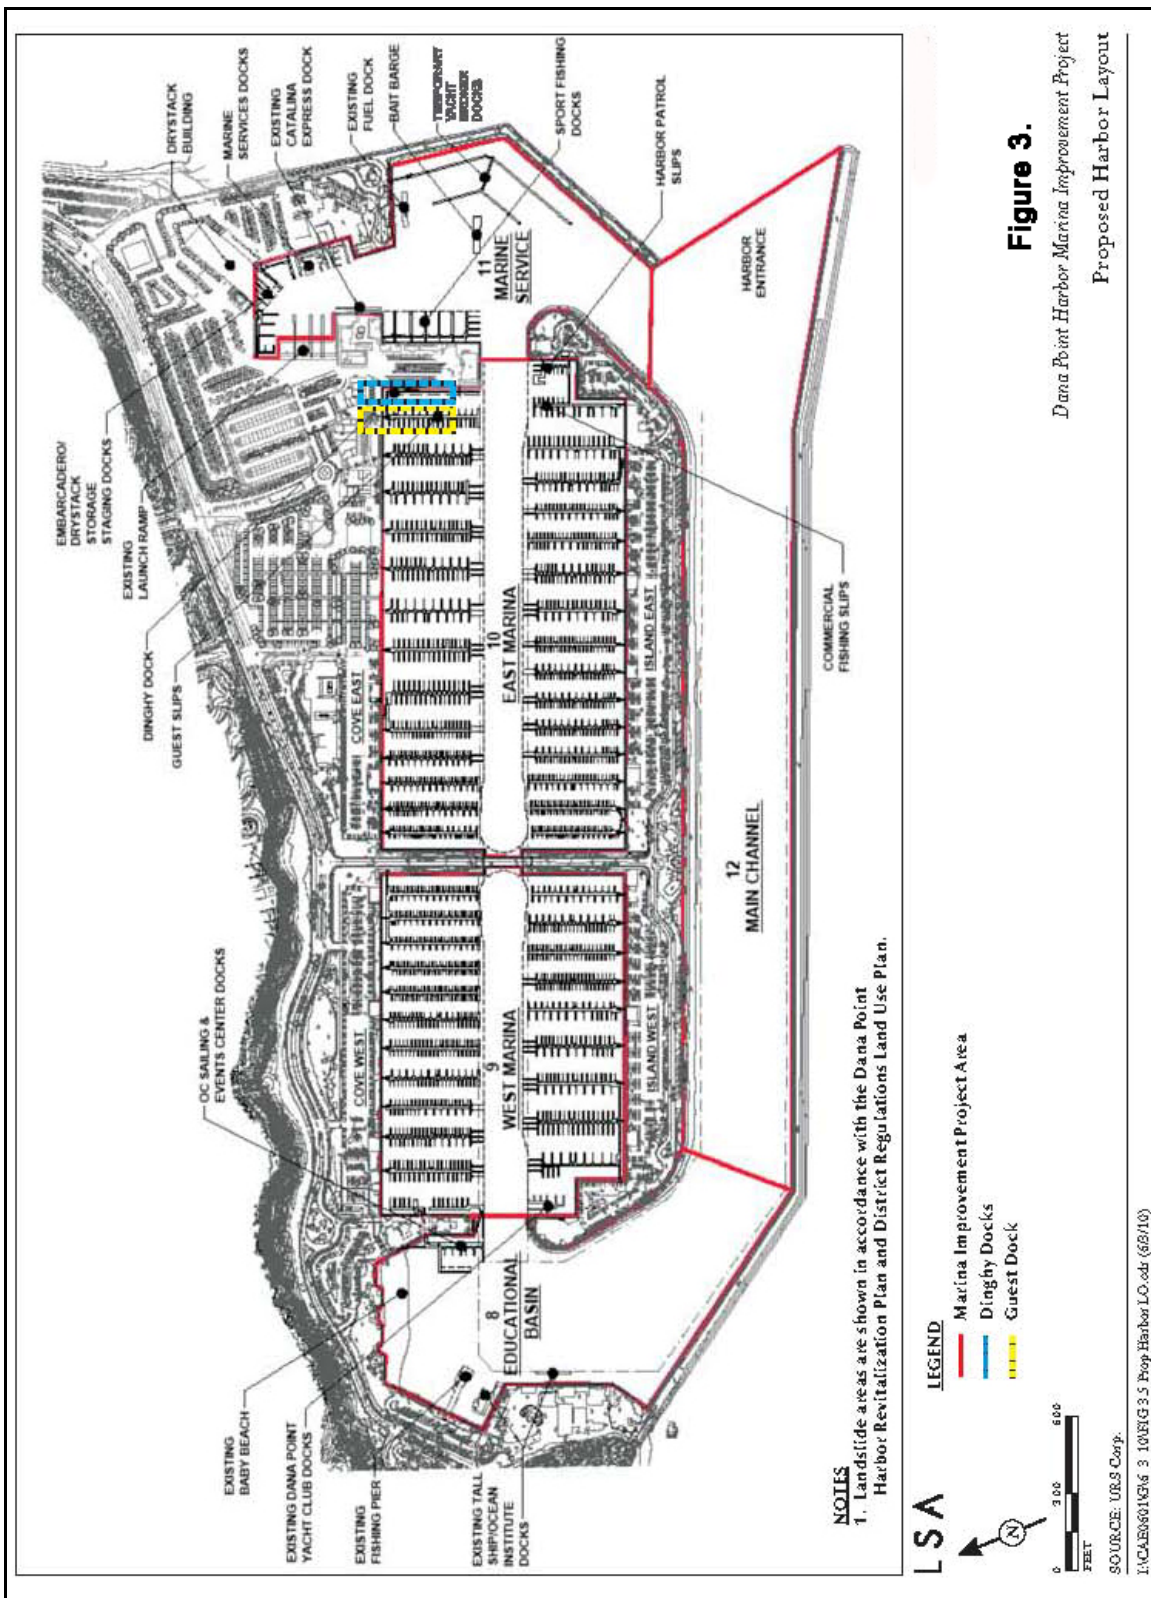 EXISTING
BABY BEACH
EXISTING DANA POINT
YACHT CLUB DOCKS
EXISTING
FISHING PIER
EXISTING TALL
SHIP/OCEAN
INSTITUTE
DOCKS
OC SAILING &
EVENTS CENTER DOCKS
DINGHY DOCK
GUEST SLIPS
EMBARCADERO/
DRYSTACK
STORAGE
STAGING DOCKS
EXISTING
LAUNCH RAMP
DRYSTACK
BUILDING
MARINE
SERVICES DOCKS
EXISTING
CATALINA
EXPRESS DOCK
EXISTING
FUEL DOCK
BAIT BARGE
TEMPORARY
YACHT
BROKER
DOCKS
SPORT FISHING
DOCKS
HARBOR PATROL
SLIPS
COVE WEST
COVE EAST
8
EDUCATIONAL
BASIN
9
WEST MARINA
10
EAST MARINA
11
MARINE
SERVICE
ISLAND WEST
ISLAND EAST
HARBOR
ENTRANCE
COMMERCIAL
FISHING SLIPS
12
MAIN CHANNEL
NOTES
1. Landslide areas are shown in accordance with the Dana Point
Harbor Revitalization Plan and District Regulations Land Use Plan.
LSA
N
0 300 600
FEET
SOURCE: URS Corp.
LEGEND
Marina Improvement Project Area
Dinghy Docks
Guest Dock
Figure 3.
Dana Point Harbor Marina Improvement Project
Proposed Harbor Layout